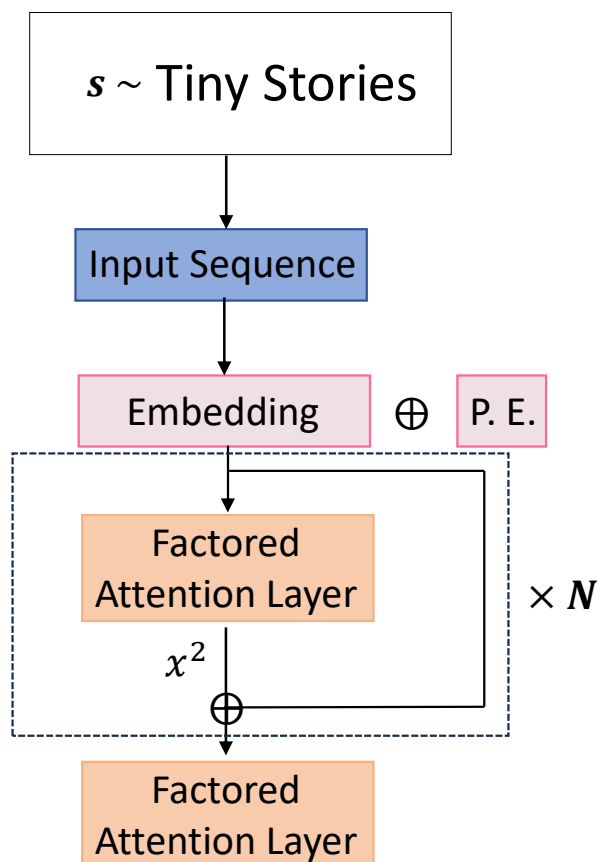 s ~ Tiny Stories
Input Sequence
Embedding ⊕ P. E.
Factored
Attention Layer
× N
x²
Factored
Attention Layer